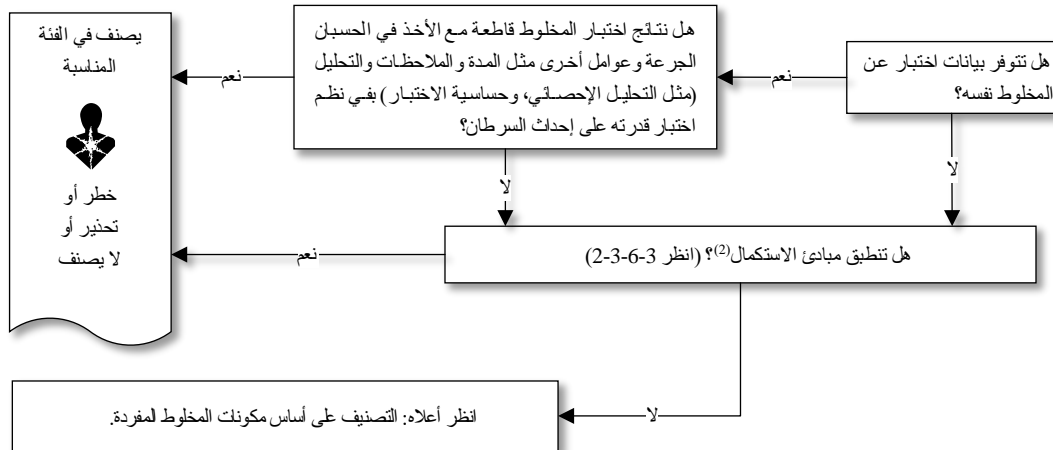 هل تتوفر بيانات اختبار عن
المخلوط نفسه؟
نعم
لا
هل نتائج اختبار المخلوط قاطعة مع الأخذ في الحسبان
الجرعة وعوامل أخرى مثل المدة والملاحظات والتحليل
(مثل التحليل الإحصائي، وحساسية الاختبار) بفي نظم
اختبار قدرته على إحداث السرطان؟
نعم
لا
يصنف في الفئة
المناسبة
خطر أو
تحذير أو
لا يصنف
هل تنطبق مبادئ الاستكمال(2)؟ (انظر 3-6-3-2)
نعم
لا
انظر أعلاه: التصنيف على أساس مكونات المخلوط المفردة.